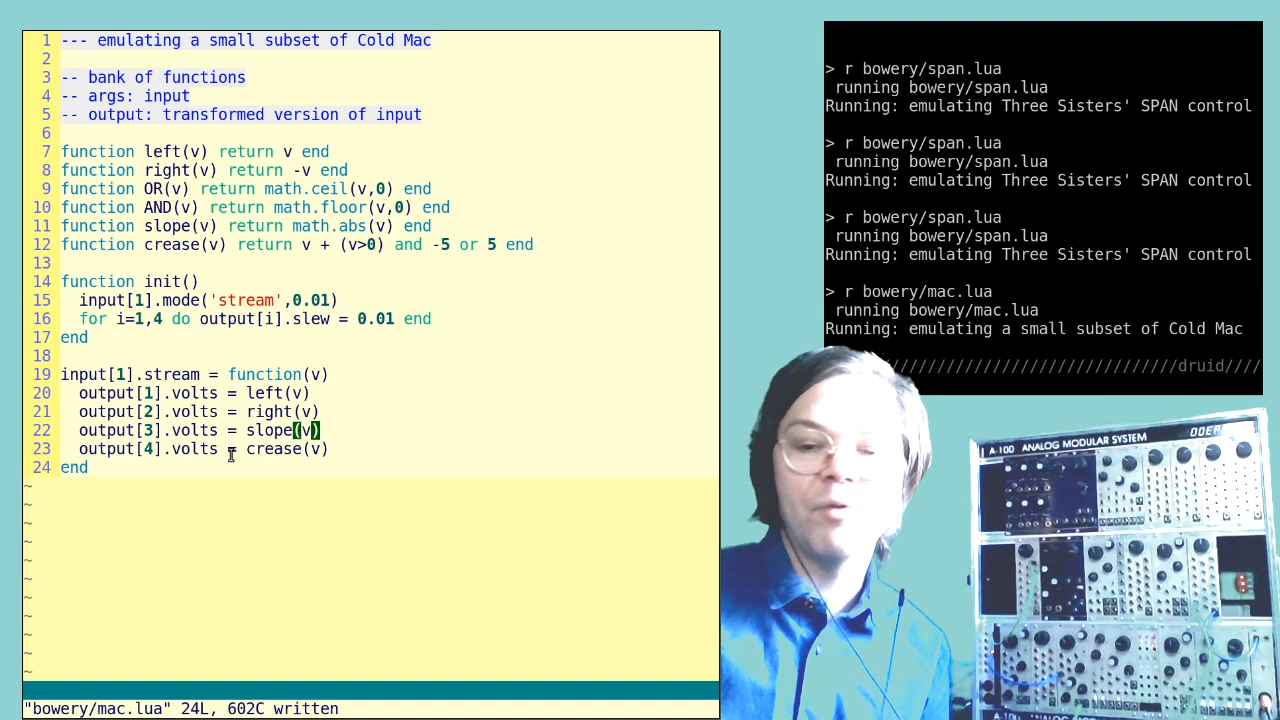 1 --- emulating a small subset of Cold Mac
2
3 -- bank of functions
4 -- args: input
5 -- output: transformed version of input
6
7 function left(v) return v end
8 function right(v) return -v end
9 function OR(v) return math.ceil(v,0) end
10 function AND(v) return math.floor(v,0) end
11 function slope(v) return math.abs(v) end
12 function crease(v) return v + (v>0) and -5 or 5 end
13
14 function init()
15   input[1].mode('stream',0.01)
16   for i=1,4 do output[i].slew = 0.01 end
17 end
18
19 input[1].stream = function(v)
20   output[1].volts = left(v)
21   output[2].volts = right(v)
22   output[3].volts = slope(v)
23   output[4].volts = crease(v)
24 end
~
~
~
~
~
~
~
~
~
~
~
"bowery/mac.lua" 24L, 602C written
> r bowery/span.lua
running bowery/span.lua
Running: emulating Three Sisters' SPAN control
> r bowery/span.lua
running bowery/span.lua
Running: emulating Three Sisters' SPAN control
> r bowery/span.lua
running bowery/span.lua
Running: emulating Three Sisters' SPAN control
> r bowery/mac.lua
running bowery/mac.lua
Running: emulating a small subset of Cold Mac
////////////////////////////////druid////
A-100 ANALOG MODULAR SYSTEM